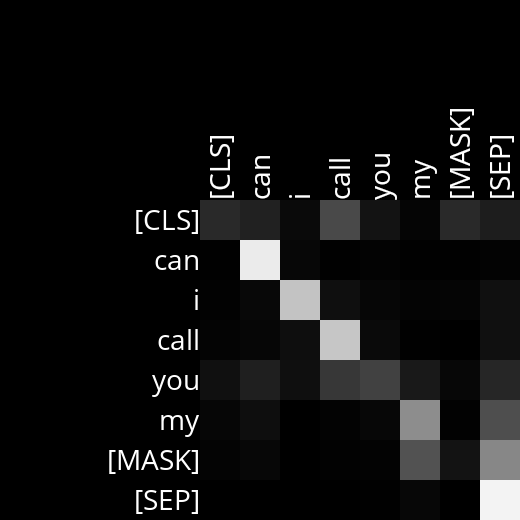 [CLS] can i call you my [MASK] [SEP]
[CLS]
can
i
call
you
my
[MASK]
[SEP]